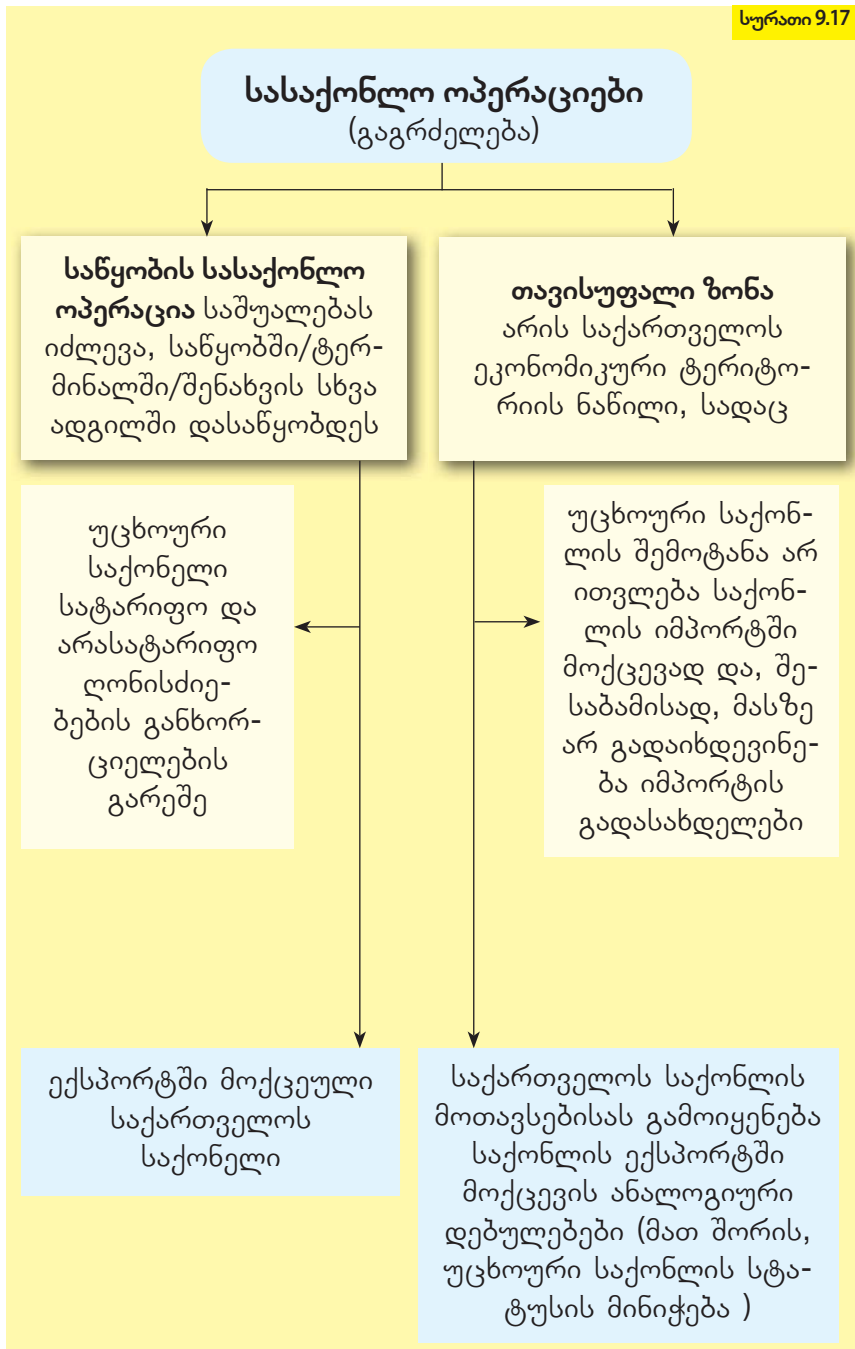 სურათი 9.17
სასაქონლო ოპერაციები
(გაგრძელება)
საწყობის სასაქონლო
ოპერაცია საშუალებას
იძლევა, საწყობში/ტერ-
მინალში/შენახვის სხვა
ადგილში დასაწყობდეს
თავისუფალი ზონა
არის საქართველოს
ეკონომიკური ტერიტო-
რიის ნაწილი, სადაც
უცხოური
საქონელი
სატარიფო და
არასატარიფო
ღონისძიე-
ბების განხორ-
ციელების
გარეშე
უცხოური საქონ-
ლის შემოტანა არ
ითვლება საქონ-
ლის იმპორტში
მოქცევად და, შე-
საბამისად, მასზე
არ გადაიხდევინე-
ბა იმპორტის
გადასახდელები
ექსპორტში მოქცეული
საქართველოს
საქონელი
საქართველოს საქონლის
მოთავსებისას გამოიყენება
საქონლის ექსპორტში
მოქცევის ანალოგიური
დებულებები (მათ შორის,
უცხოური საქონლის სტა-
ტუსის მინიჭება )